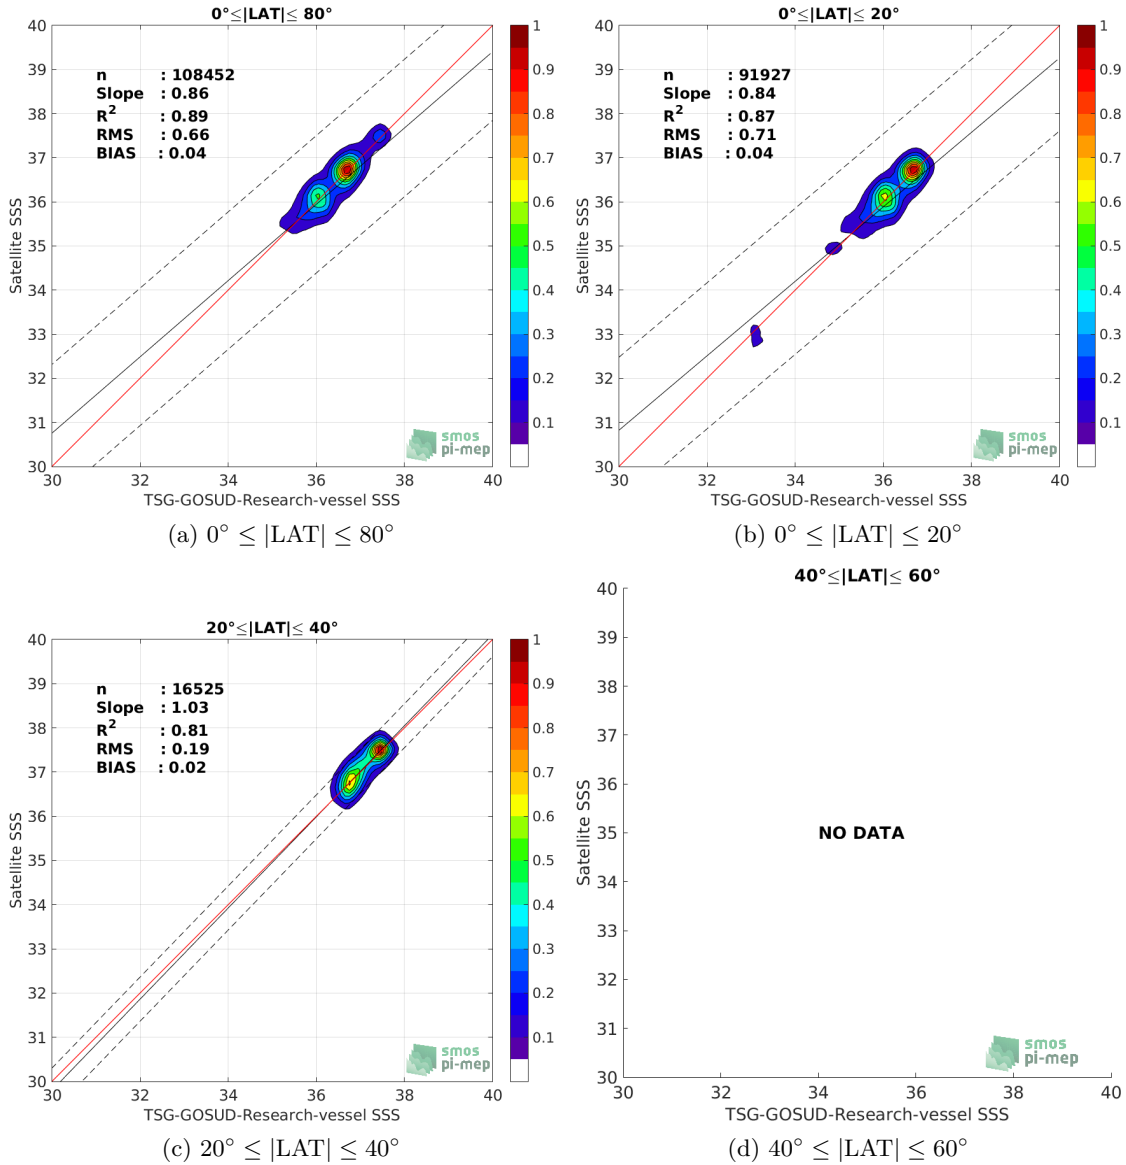 0°≤|LAT|≤ 80°
n : 108452
Slope : 0.86
R2 : 0.89
RMS : 0.66
BIAS : 0.04
40
39
38
37
36
35
34
33
32
31
30
30 32 34 36 38 40
Satellite SSS
TSG-GOSUD-Research-vessel SSS
1
0.9
0.8
0.7
0.6
0.5
0.4
0.3
0.2
0.1
smos
pi-mep
(a) 0° ≤ |LAT| ≤ 80°
0°≤|LAT|≤ 20°
n : 91927
Slope : 0.84
R2 : 0.87
RMS : 0.71
BIAS : 0.04
40
39
38
37
36
35
34
33
32
31
30
30 32 34 36 38 40
Satellite SSS
TSG-GOSUD-Research-vessel SSS
1
0.9
0.8
0.7
0.6
0.5
0.4
0.3
0.2
0.1
smos
pi-mep
(b) 0° ≤ |LAT| ≤ 20°
20°≤|LAT|≤ 40°
n : 16525
Slope : 1.03
R2 : 0.81
RMS : 0.19
BIAS : 0.02
40
39
38
37
36
35
34
33
32
31
30
30 32 34 36 38 40
Satellite SSS
TSG-GOSUD-Research-vessel SSS
1
0.9
0.8
0.7
0.6
0.5
0.4
0.3
0.2
0.1
smos
pi-mep
(c) 20° ≤ |LAT| ≤ 40°
40°≤|LAT|≤ 60°
40
39
38
37
36
35
34
33
32
31
30
30 32 34 36 38 40
Satellite SSS
NO DATA
TSG-GOSUD-Research-vessel SSS
smos
pi-mep
(d) 40° ≤ |LAT| ≤ 60°